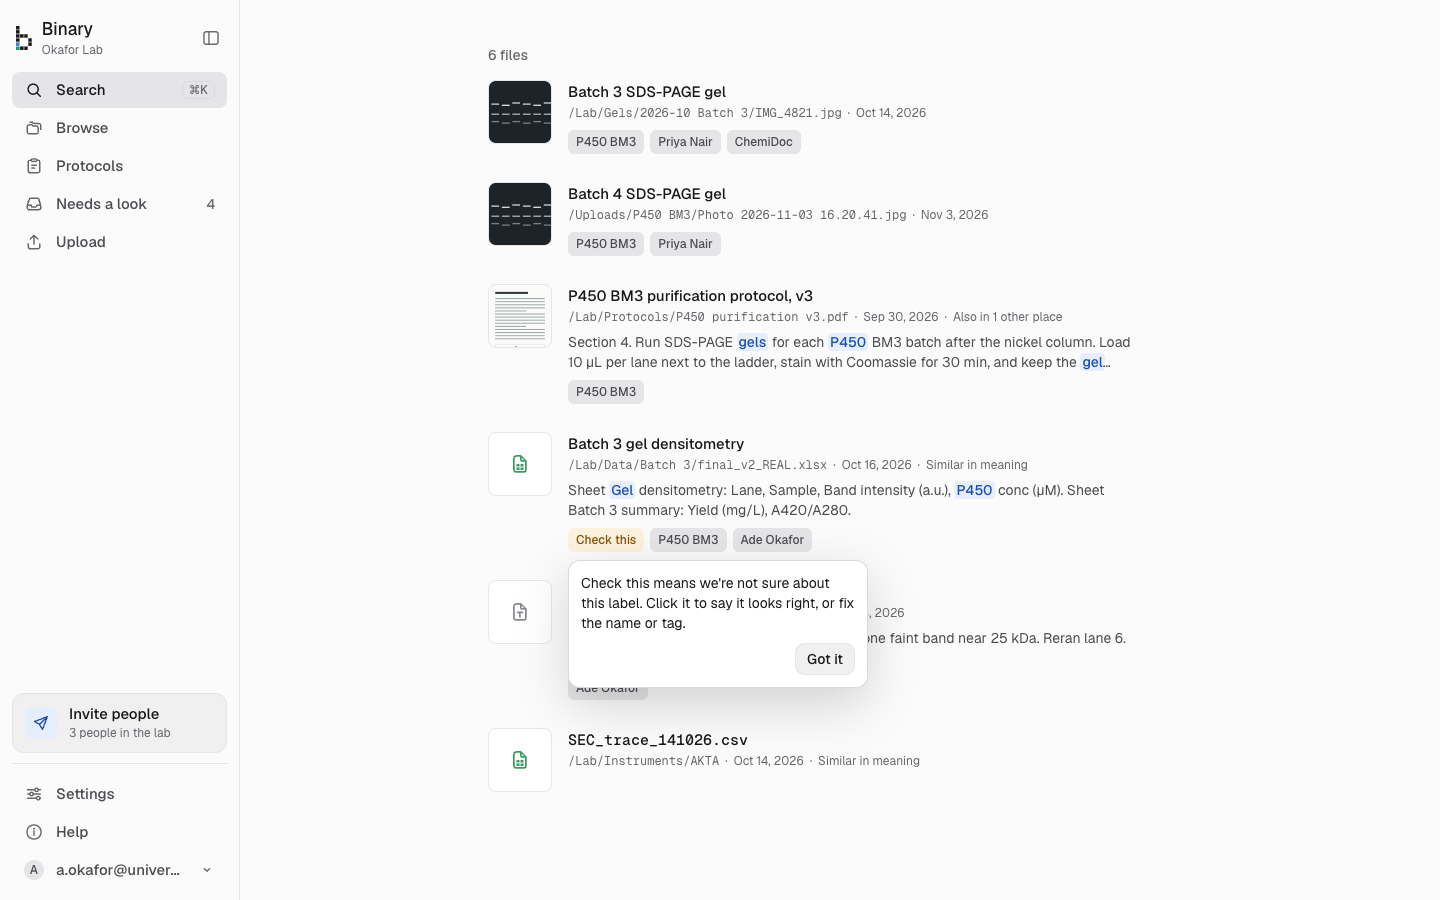 Binary
Okafor Lab
Search
⌘K
Browse
Protocols
Needs a look
4
Upload
Invite people
3 people in the lab
Settings
Help
A
a.okafor@univer...
6 files
Batch 3 SDS-PAGE gel
/Lab/Gels/2026-10 Batch 3/IMG_4821.jpg · Oct 14, 2026
P450 BM3
Priya Nair
ChemiDoc
Batch 4 SDS-PAGE gel
/Uploads/P450 BM3/Photo 2026-11-03 16.20.41.jpg · Nov 3, 2026
P450 BM3
Priya Nair
P450 BM3 purification protocol, v3
/Lab/Protocols/P450 purification v3.pdf · Sep 30, 2026 · Also in 1 other place
Section 4. Run SDS-PAGE gels for each P450 BM3 batch after the nickel column. Load
10 µL per lane next to the ladder, stain with Coomassie for 30 min, and keep the gel…
P450 BM3
Batch 3 gel densitometry
/Lab/Data/Batch 3/final_v2_REAL.xlsx · Oct 16, 2026 · Similar in meaning
Sheet Gel densitometry: Lane, Sample, Band intensity (a.u.), P450 conc (µM). Sheet
Batch 3 summary: Yield (mg/L), A420/A280.
Check this
P450 BM3
Ade Okafor
Check this means we're not sure about
this label. Click it to say it looks right, or fix
the name or tag.
Got it
, 2026
one faint band near 25 kDa. Reran lane 6.
Ade Okafor
SEC_trace_141026.csv
/Lab/Instruments/AKTA · Oct 14, 2026 · Similar in meaning